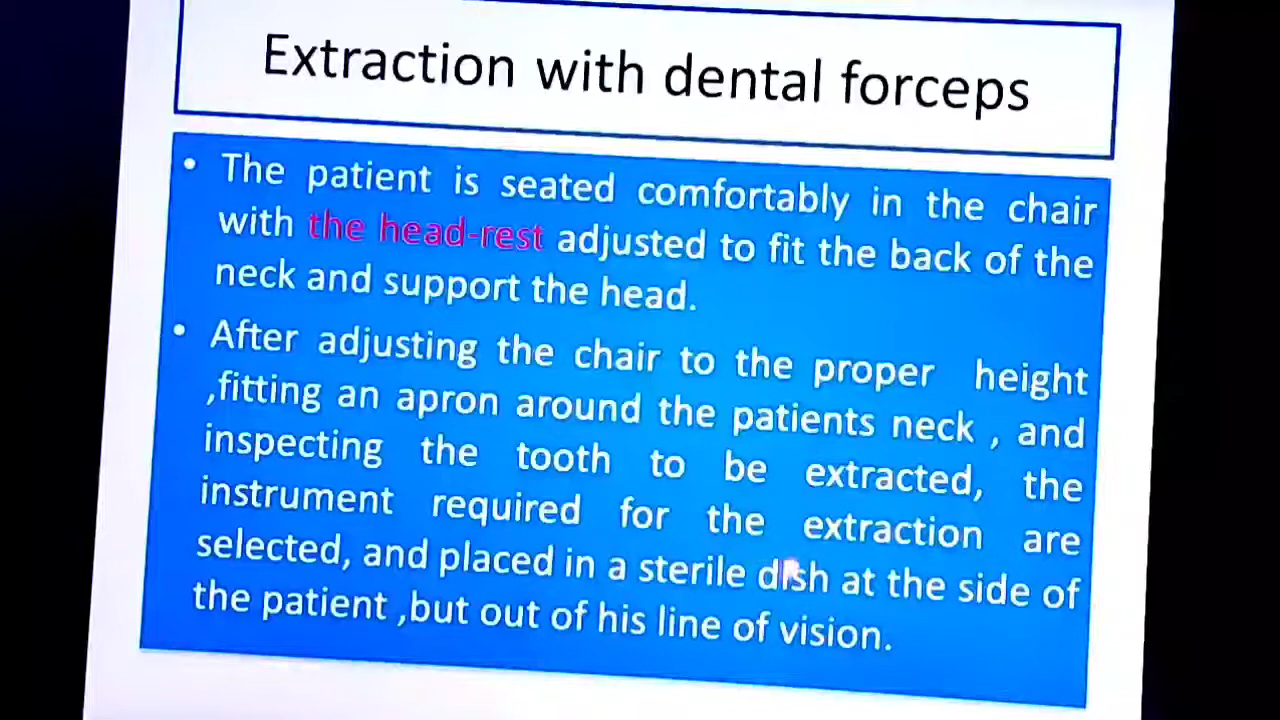 Extraction with dental forceps
• The patient is seated comfortably in the chair
with the head-rest adjusted to fit the back of the
neck and support the head.
• After adjusting the chair to the proper height
,fitting an apron around the patients neck , and
inspecting the tooth to be extracted, the
instrument required for the extraction are
selected, and placed in a sterile dish at the side of
the patient ,but out of his line of vision.